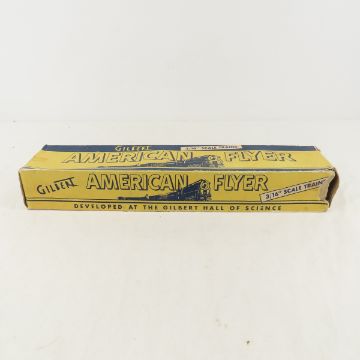 GILBERT 3/16" SCALE TRAINS
AMERICAN FLYER
GILBERT AMERICAN FLYER
3/16" SCALE TRAINS
DEVELOPED AT THE GILBERT HALL OF SCIENCE